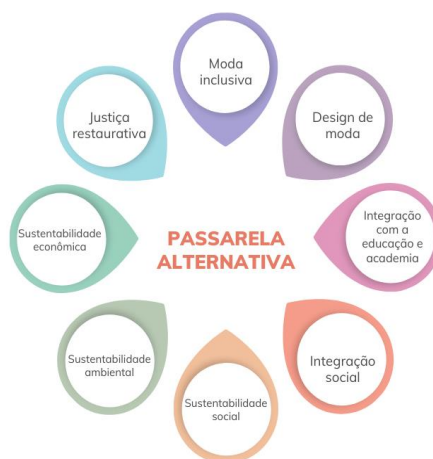 Moda
inclusiva
Design de
moda
Integração
com a
educação e
academia
Integração
social
Sustentabilidade
social
Sustentabilidade
ambiental
Sustentabilidade
econômica
Justiça
restaurativa
PASSARELA
ALTERNATIVA